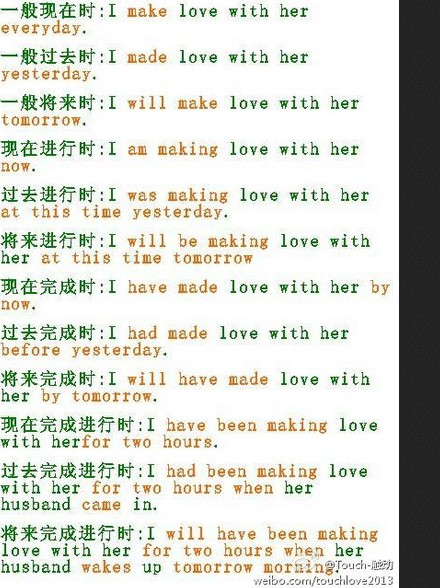 一般现在时:I make love with her
everyday.
一般过去时:I made love with her
yesterday.
一般将来时:I will make love with her
tomorrow.
现在进行时:I am making love with her
now.
过去进行时:I was making love with her
at this time yesterday.
将来进行时:I will be making love with
her at this time tomorrow
现在完成时:I have made love with her by
now.
过去完成时:I had made love with her
before yesterday.
将来完成时:I will have made love with
her by tomorrow.
现在完成进行时:I have been making love
with herfor two hours.
过去完成进行时:I had been making love
with her for two hours when her
husband came in.
将来完成进行时:I will have been making
love with her for two hours when her
husband wakes up tomorrow morning.
@Touch-触动
weibo.com/touchlove2013